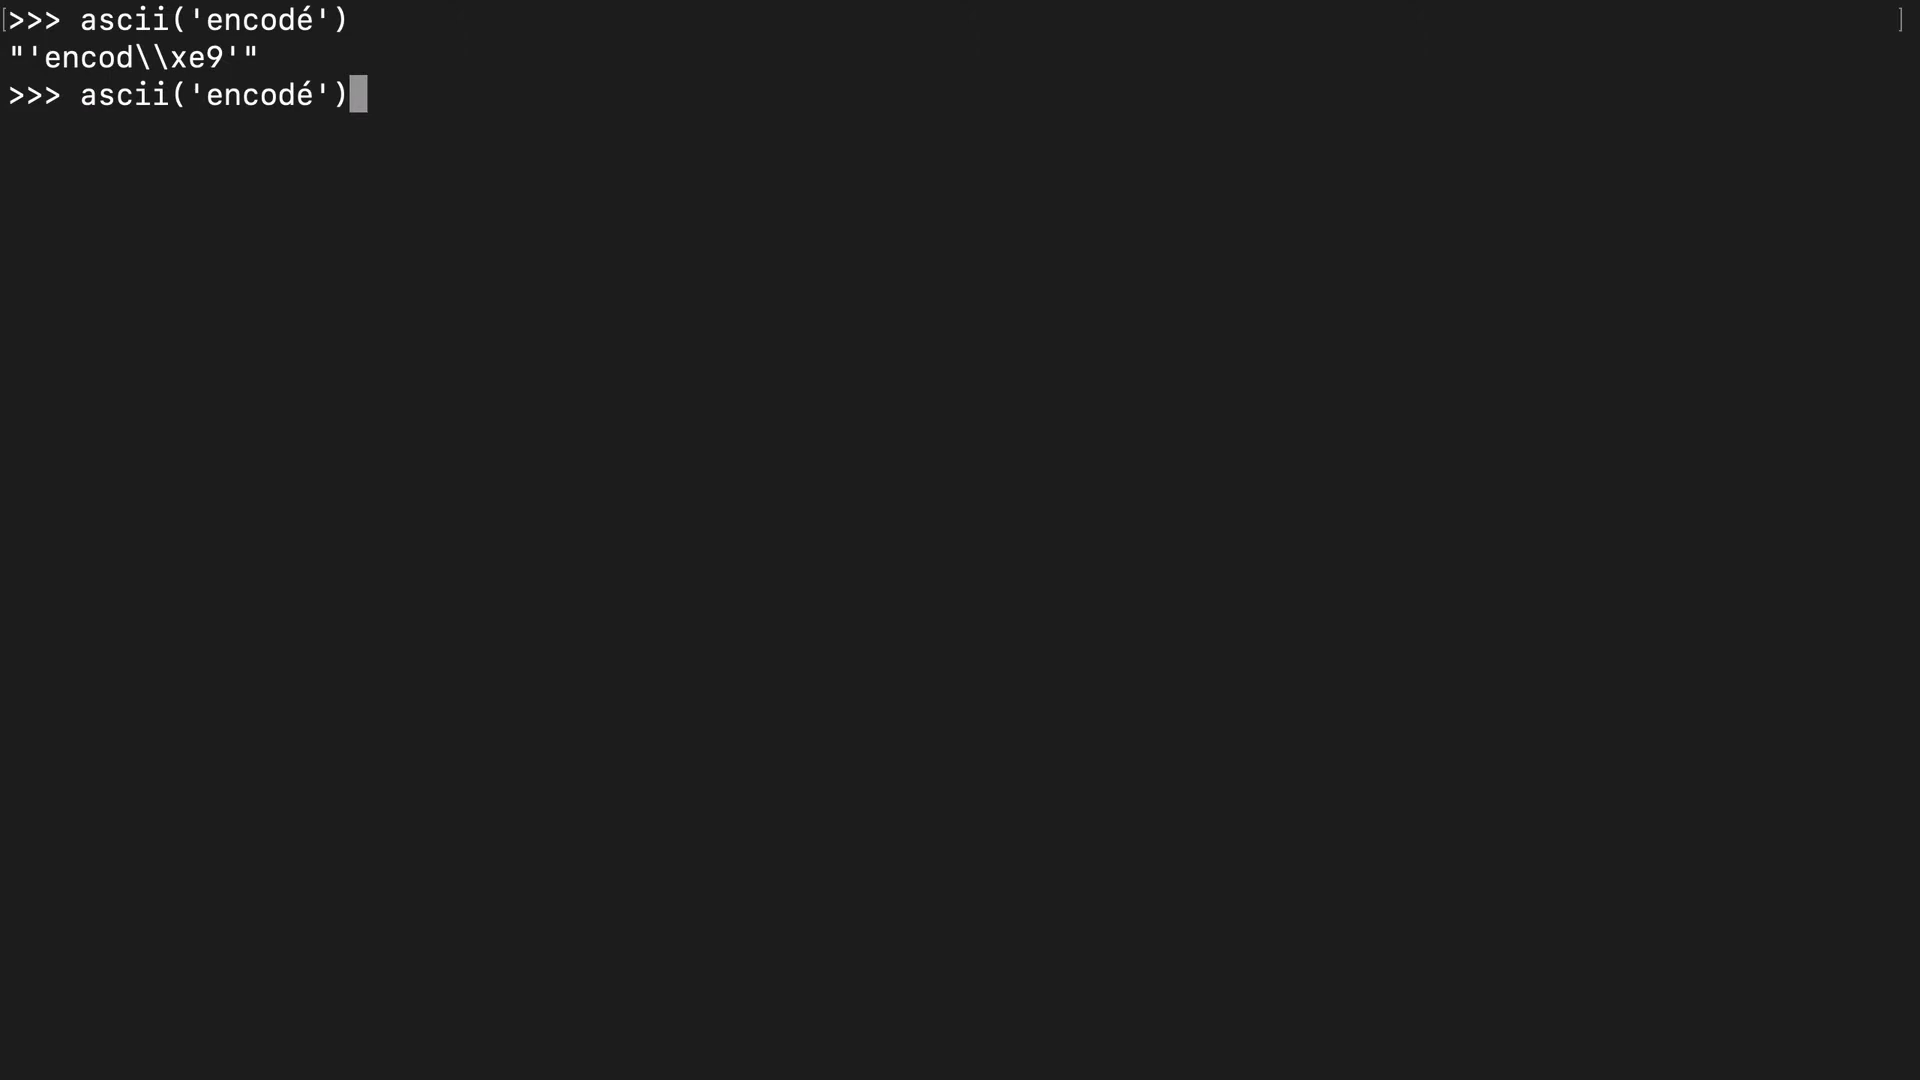 [>>> ascii('encodé') ]
"'encod\\xe9'"
>>> ascii('encodé')